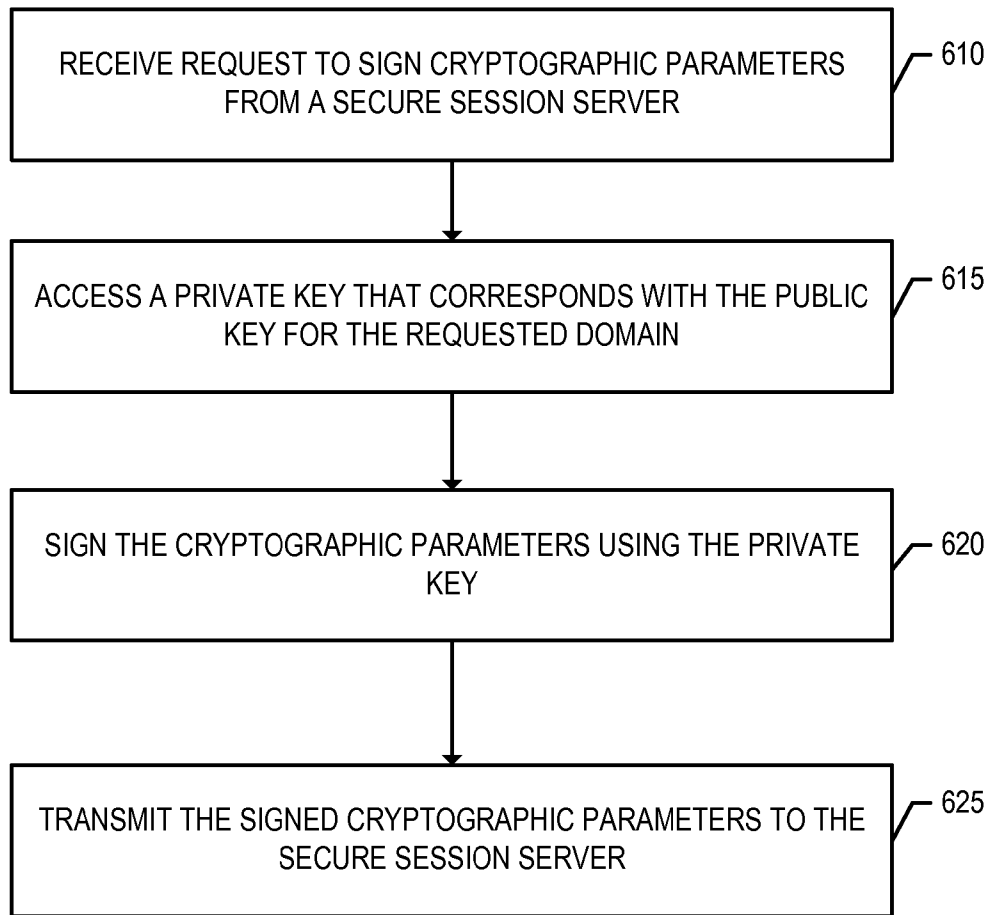 RECEIVE REQUEST TO SIGN CRYPTOGRAPHIC PARAMETERS
FROM A SECURE SESSION SERVER
610
ACCESS A PRIVATE KEY THAT CORRESPONDS WITH THE PUBLIC
KEY FOR THE REQUESTED DOMAIN
615
SIGN THE CRYPTOGRAPHIC PARAMETERS USING THE PRIVATE
KEY
620
TRANSMIT THE SIGNED CRYPTOGRAPHIC PARAMETERS TO THE
SECURE SESSION SERVER
625